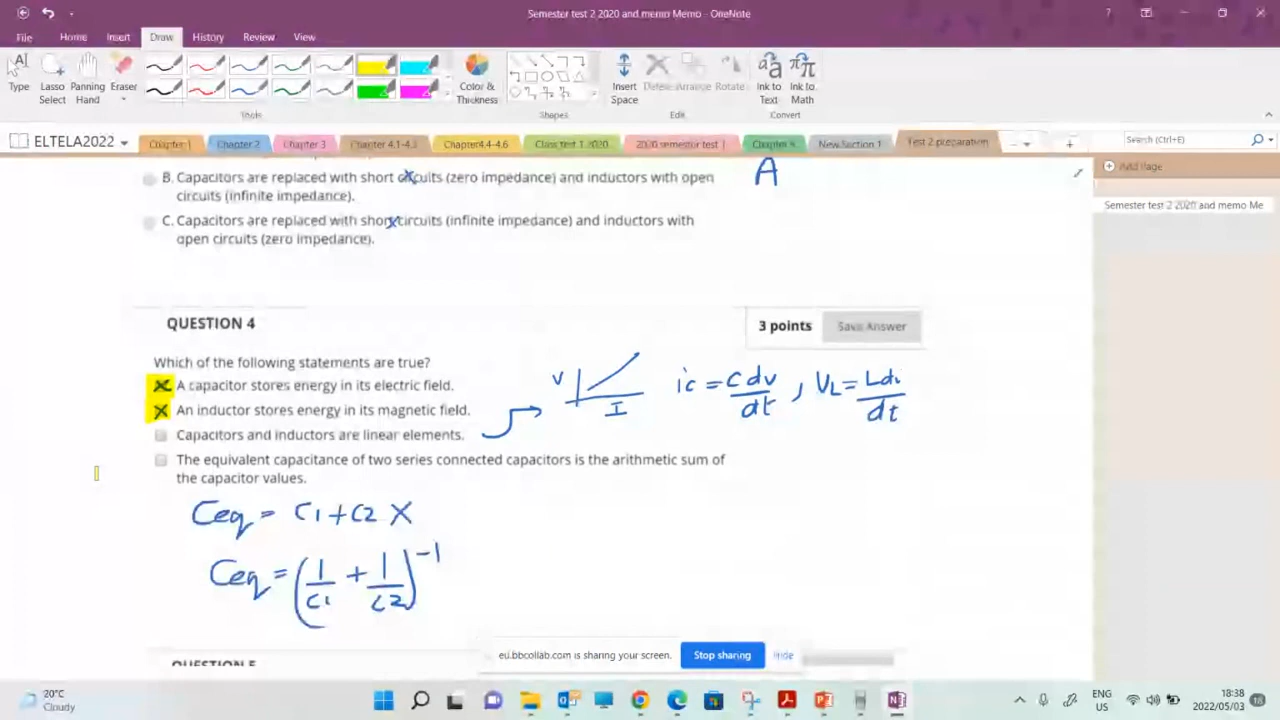 Semester test 2 2020 and memo Memo - OneNote
File Home Insert Draw History Review View
Type Lasso Select Panning Hand Eraser Color & Thickness Insert Space Delete Arrange Rotate Ink to Text Ink to Math
Tools Shapes Edit Convert
ELTELA2022 Chapter 1 Chapter 2 Chapter 3 Chapter 4.1-4.3 Chapter4.4-4.6 Class test 1 2020 2020 semester test 1 Chapter 6 New Section 1 Test 2 preparation Search (Ctrl+E)
Add Page
Semester test 2 2020 and memo Me
B. Capacitors are replaced with short circuits (zero impedance) and inductors with open
circuits (infinite impedance).
A
C. Capacitors are replaced with short circuits (infinite impedance) and inductors with
open circuits (zero impedance).
QUESTION 4
3 points Save Answer
Which of the following statements are true?
A capacitor stores energy in its electric field.
An inductor stores energy in its magnetic field.
Capacitors and inductors are linear elements.
The equivalent capacitance of two series connected capacitors is the arithmetic sum of
the capacitor values.
V I
ic = C dv/dt , VL = L di/dt
Ceq = C1 + C2 X
Ceq = (1/C1 + 1/C2)^-1
QUESTION 5
eu.bbcollab.com is sharing your screen. Stop sharing Hide
20°C
Cloudy
ENG
US
18:38
2022/05/03
18